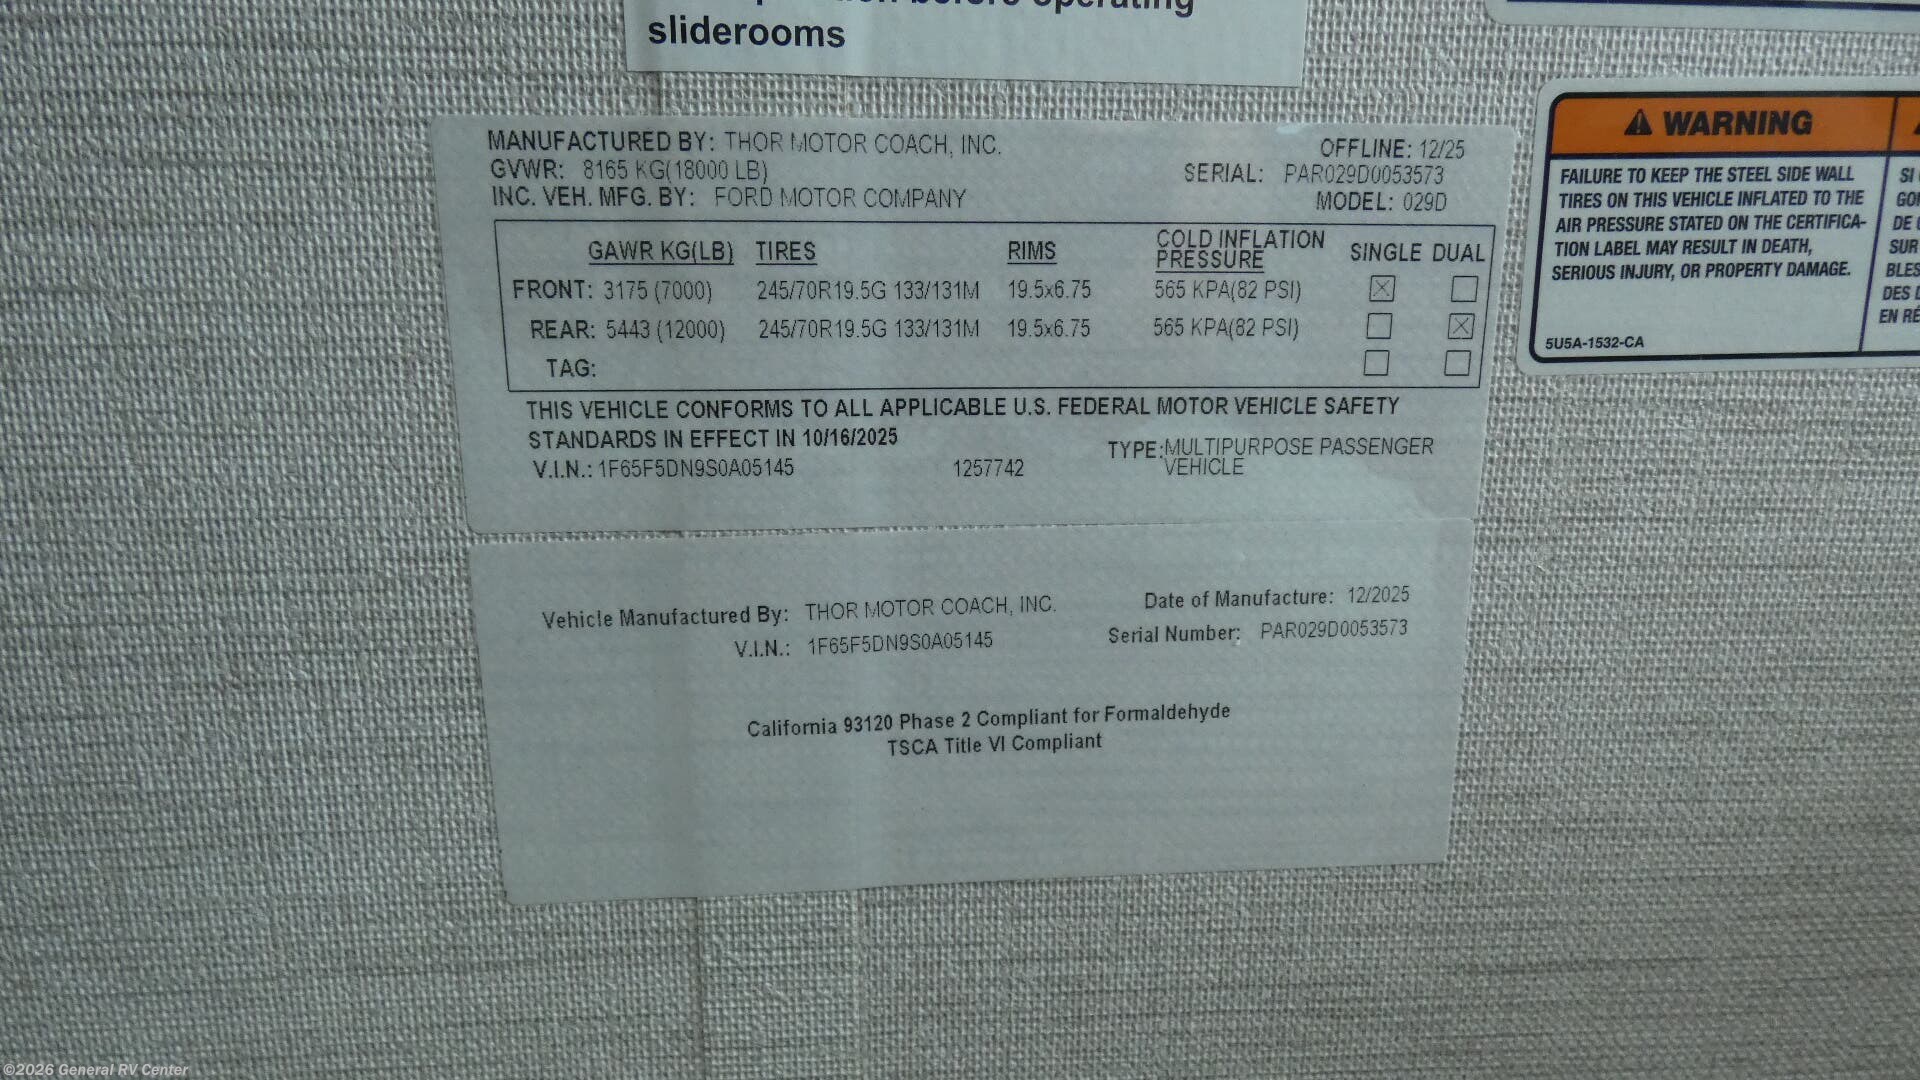 before operating
sliderooms
MANUFACTURED BY: THOR MOTOR COACH, INC.
OFFLINE: 12/25
GVWR: 8165 KG(18000 LB)
SERIAL: PAR029D0053573
INC. VEH. MFG. BY: FORD MOTOR COMPANY
MODEL: 029D
GAWR KG(LB) TIRES RIMS COLD INFLATION PRESSURE SINGLE DUAL
FRONT: 3175 (7000) 245/70R19.5G 133/131M 19.5x6.75 565 KPA(82 PSI) ☒ ☐
REAR: 5443 (12000) 245/70R19.5G 133/131M 19.5x6.75 565 KPA(82 PSI) ☐ ☒
TAG: ☐ ☐
THIS VEHICLE CONFORMS TO ALL APPLICABLE U.S. FEDERAL MOTOR VEHICLE SAFETY
STANDARDS IN EFFECT IN 10/16/2025
V.I.N.: 1F65F5DN9S0A05145 1257742
TYPE: MULTIPURPOSE PASSENGER
VEHICLE
Vehicle Manufactured By: THOR MOTOR COACH, INC.
Date of Manufacture: 12/2025
V.I.N.: 1F65F5DN9S0A05145
Serial Number: PAR029D0053573
California 93120 Phase 2 Compliant for Formaldehyde
TSCA Title VI Compliant
WARNING
FAILURE TO KEEP THE STEEL SIDE WALL
TIRES ON THIS VEHICLE INFLATED TO THE
AIR PRESSURE STATED ON THE CERTIFICA-
TION LABEL MAY RESULT IN DEATH,
SERIOUS INJURY, OR PROPERTY DAMAGE.
5U5A-1532-CA
SI
DE
SUR
DES
EN
©2026 General RV Center